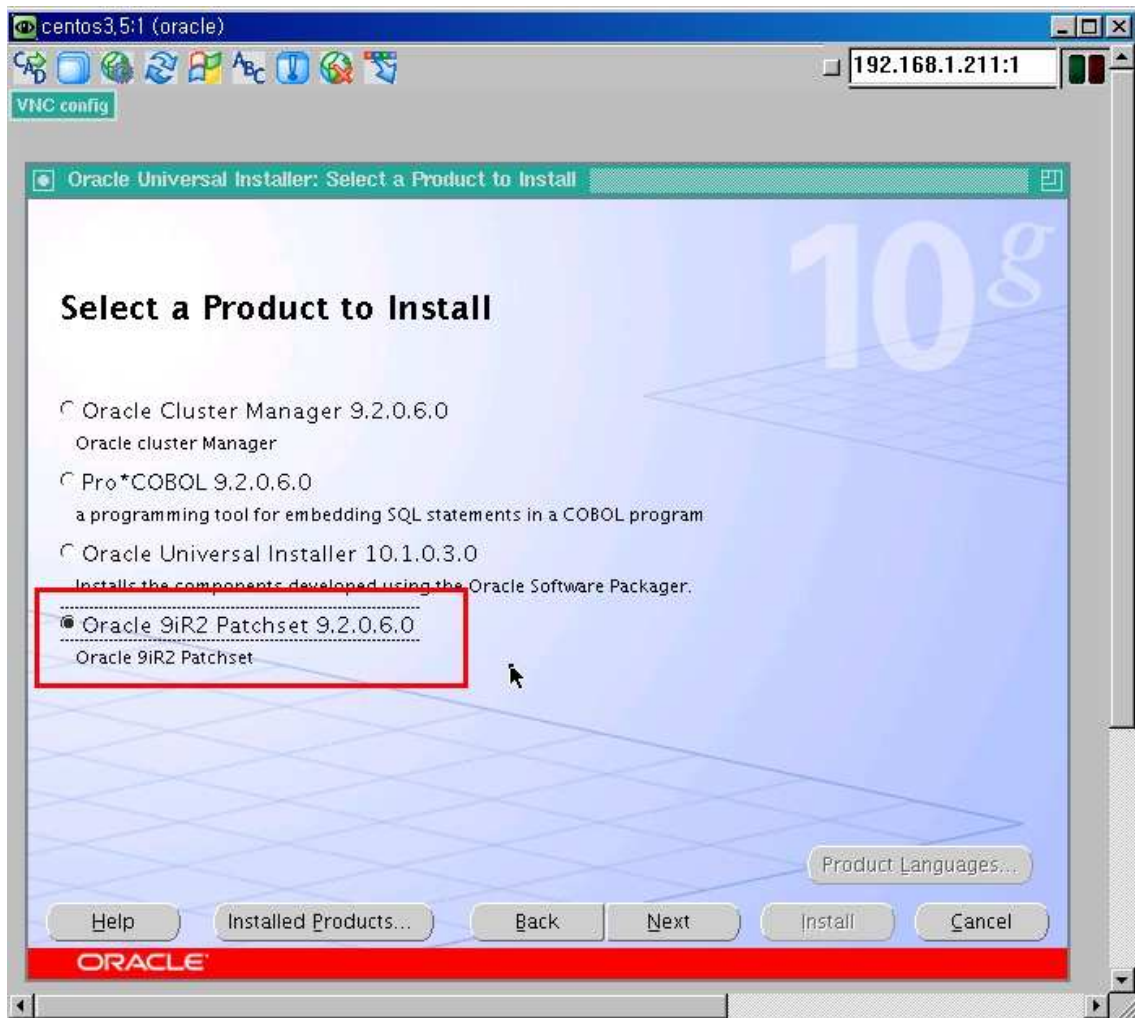 centos3,5:1 (oracle)
CAD
ABC
192.168.1.211:1
VNC config
Oracle Universal Installer: Select a Product to Install
10g
Select a Product to Install
Oracle Cluster Manager 9.2.0.6.0
Oracle cluster Manager
Pro*COBOL 9.2.0.6.0
a programming tool for embedding SQL statements in a COBOL program
Oracle Universal Installer 10.1.0.3.0
Installs the components developed using the Oracle Software Packager.
Oracle 9iR2 Patchset 9.2.0.6.0
Oracle 9iR2 Patchset
Product Languages...
Help
Installed Products...
Back
Next
Install
Cancel
ORACLE